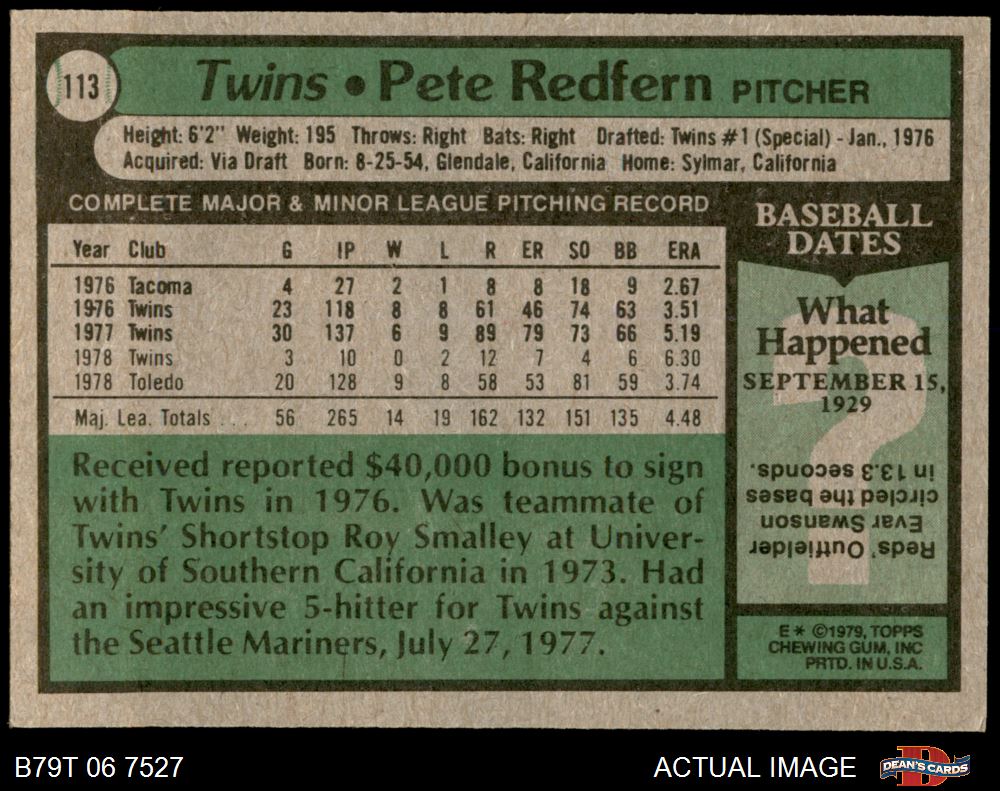 113
Twins • Pete Redfern PITCHER
Height: 6'2" Weight: 195 Throws: Right Bats: Right Drafted: Twins #1 (Special) - Jan., 1976
Acquired: Via Draft Born: 8-25-54, Glendale, California Home: Sylmar, California
COMPLETE MAJOR & MINOR LEAGUE PITCHING RECORD
Year Club G IP W L R ER SO BB ERA
1976 Tacoma 4 27 2 1 8 8 18 9 2.67
1976 Twins 23 118 8 8 61 46 74 63 3.51
1977 Twins 30 137 6 9 89 79 73 66 5.19
1978 Twins 3 10 0 2 12 7 4 6 6.30
1978 Toledo 20 128 9 8 58 53 81 59 3.74
Maj. Lea. Totals ... 56 265 14 19 162 132 151 135 4.48
Received reported $40,000 bonus to sign
with Twins in 1976. Was teammate of
Twins' Shortstop Roy Smalley at Univer-
sity of Southern California in 1973. Had
an impressive 5-hitter for Twins against
the Seattle Mariners, July 27, 1977.
BASEBALL
DATES
What
Happened
SEPTEMBER 15,
1929
Reds' Outfielder
Evar Swanson
circled the bases
in 13.3 seconds.
E* ©1979, TOPPS
CHEWING GUM, INC
PRTD. IN U.S.A.
B79T 06 7527
ACTUAL IMAGE
D
DEAN'S CARDS